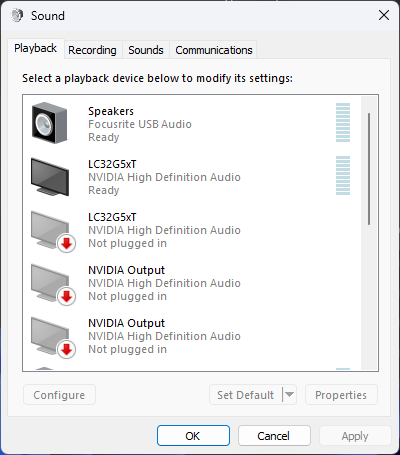 Sound
Playback
Recording
Sounds
Communications
Select a playback device below to modify its settings:
Speakers
Focusrite USB Audio
Ready
LC32G5xT
NVIDIA High Definition Audio
Ready
LC32G5xT
NVIDIA High Definition Audio
Not plugged in
NVIDIA Output
NVIDIA High Definition Audio
Not plugged in
NVIDIA Output
NVIDIA High Definition Audio
Not plugged in
Configure
Set Default
Properties
OK
Cancel
Apply